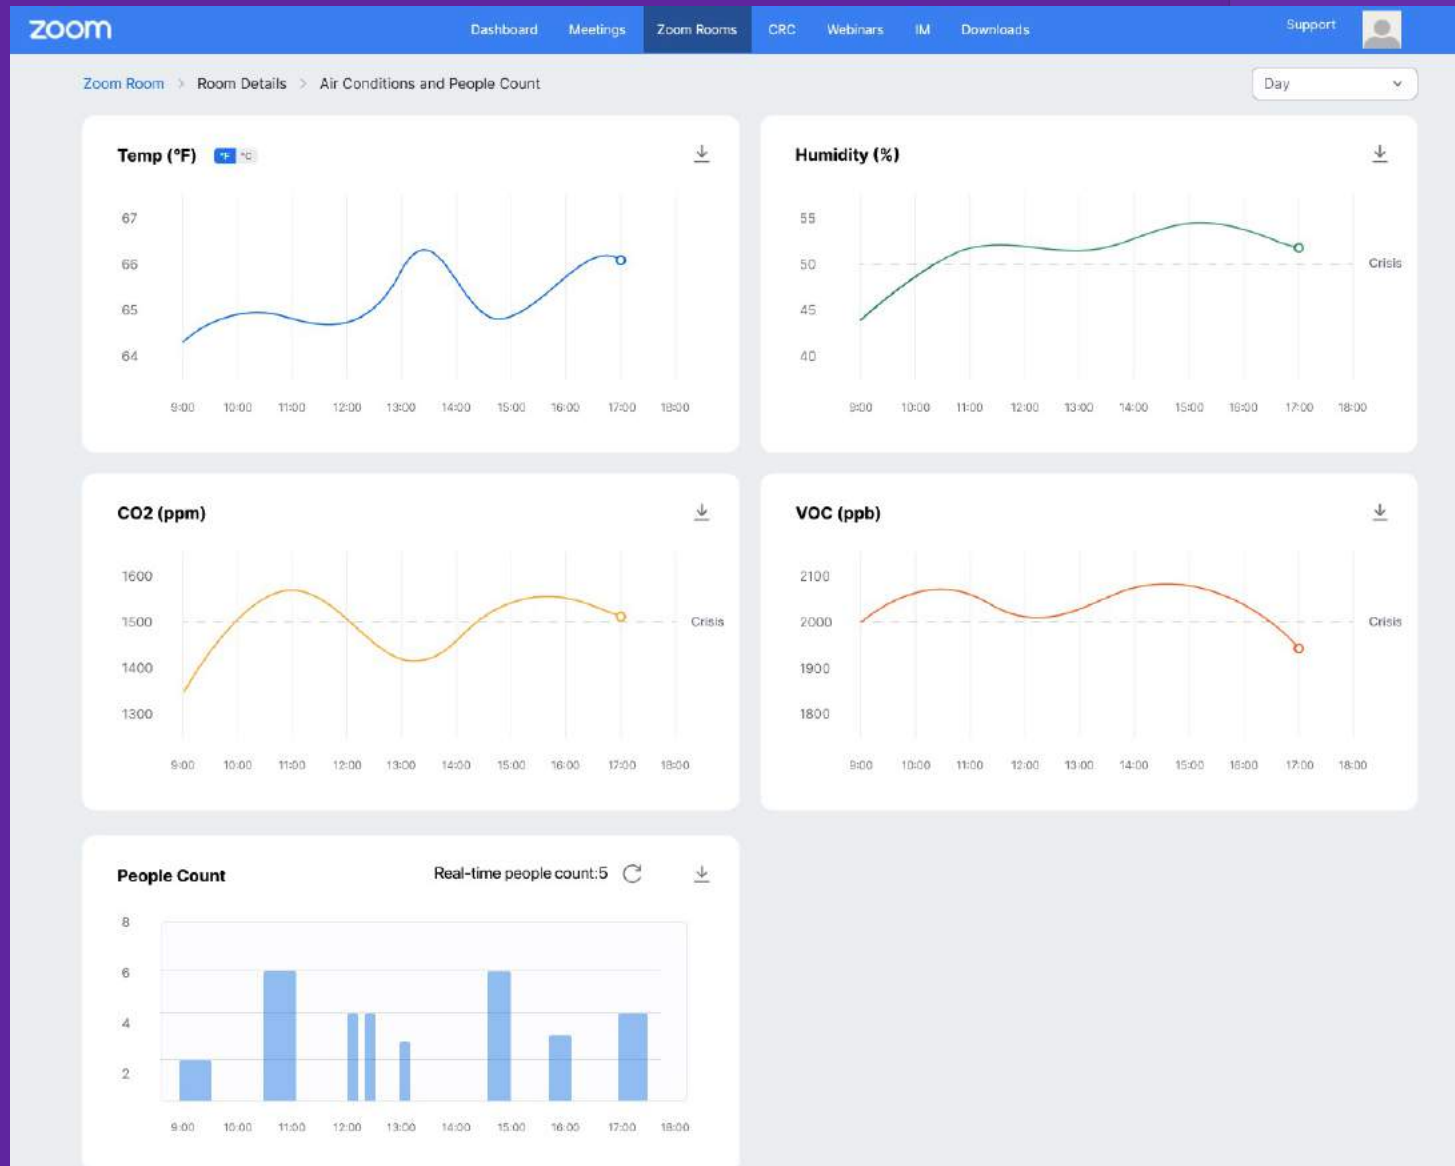 zoom Dashboard Meetings Zoom Rooms CRC Webinars IM Downloads Support
Zoom Room > Room Details > Air Conditions and People Count Day
Temp (°F) °F °C
67
66
65
64
9:00 10:00 11:00 12:00 13:00 14:00 15:00 16:00 17:00 18:00
Humidity (%)
55
50 Crisis
45
40
9:00 10:00 11:00 12:00 13:00 14:00 15:00 16:00 17:00 18:00
CO2 (ppm)
1600
1500 Crisis
1400
1300
9:00 10:00 11:00 12:00 13:00 14:00 15:00 16:00 17:00 18:00
VOC (ppb)
2100
2000 Crisis
1900
1800
9:00 10:00 11:00 12:00 13:00 14:00 15:00 16:00 17:00 18:00
People Count Real-time people count:5
8
6
4
2
9:00 10:00 11:00 12:00 13:00 14:00 15:00 16:00 17:00 18:00